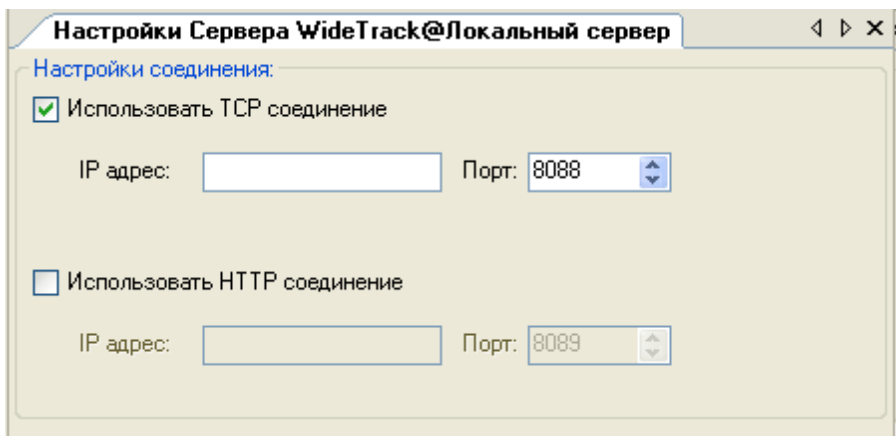 Настройки Сервера WideTrack@Локальный сервер
Настройки соединения:
Использовать TCP соединение
IP адрес: Порт: 8088
Использовать HTTP соединение
IP адрес: Порт: 8089